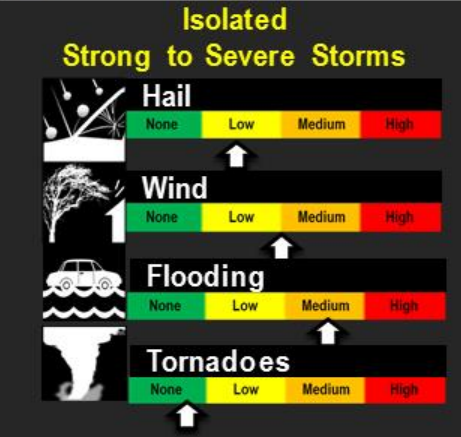 Isolated
Strong to Severe Storms
Hail
None Low Medium High
Wind
None Low Medium High
Flooding
None Low Medium High
Tornadoes
None Low Medium High